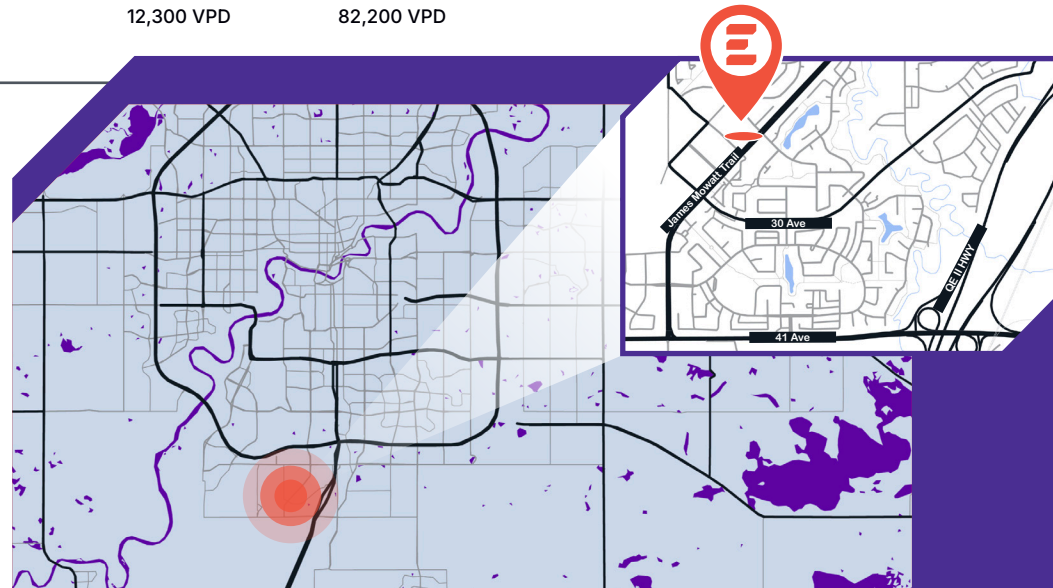 12,300 VPD
82,200 VPD
E
James Mowatt Trail
30 Ave
QE II HWY
41 Ave